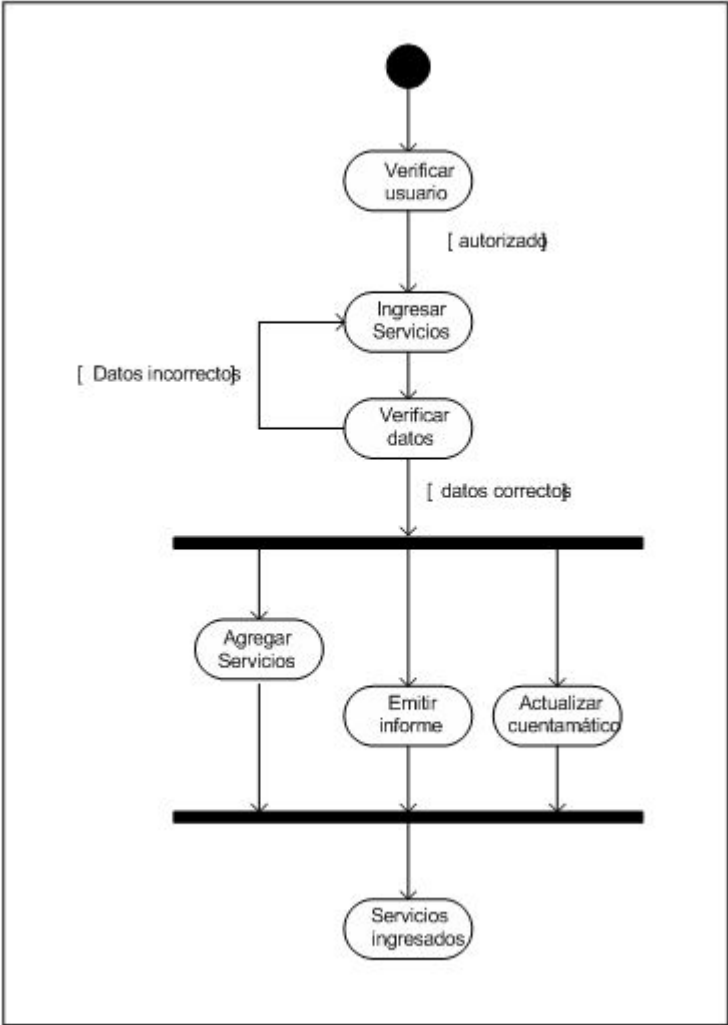 Verificar
usuario
[ autorizado]
Ingresar
Servicios
[ Datos incorrectos]
Verificar
datos
[ datos correctos]
Agregar
Servicios
Emitir
informe
Actualizar
cuentamático
Servicios
ingresados